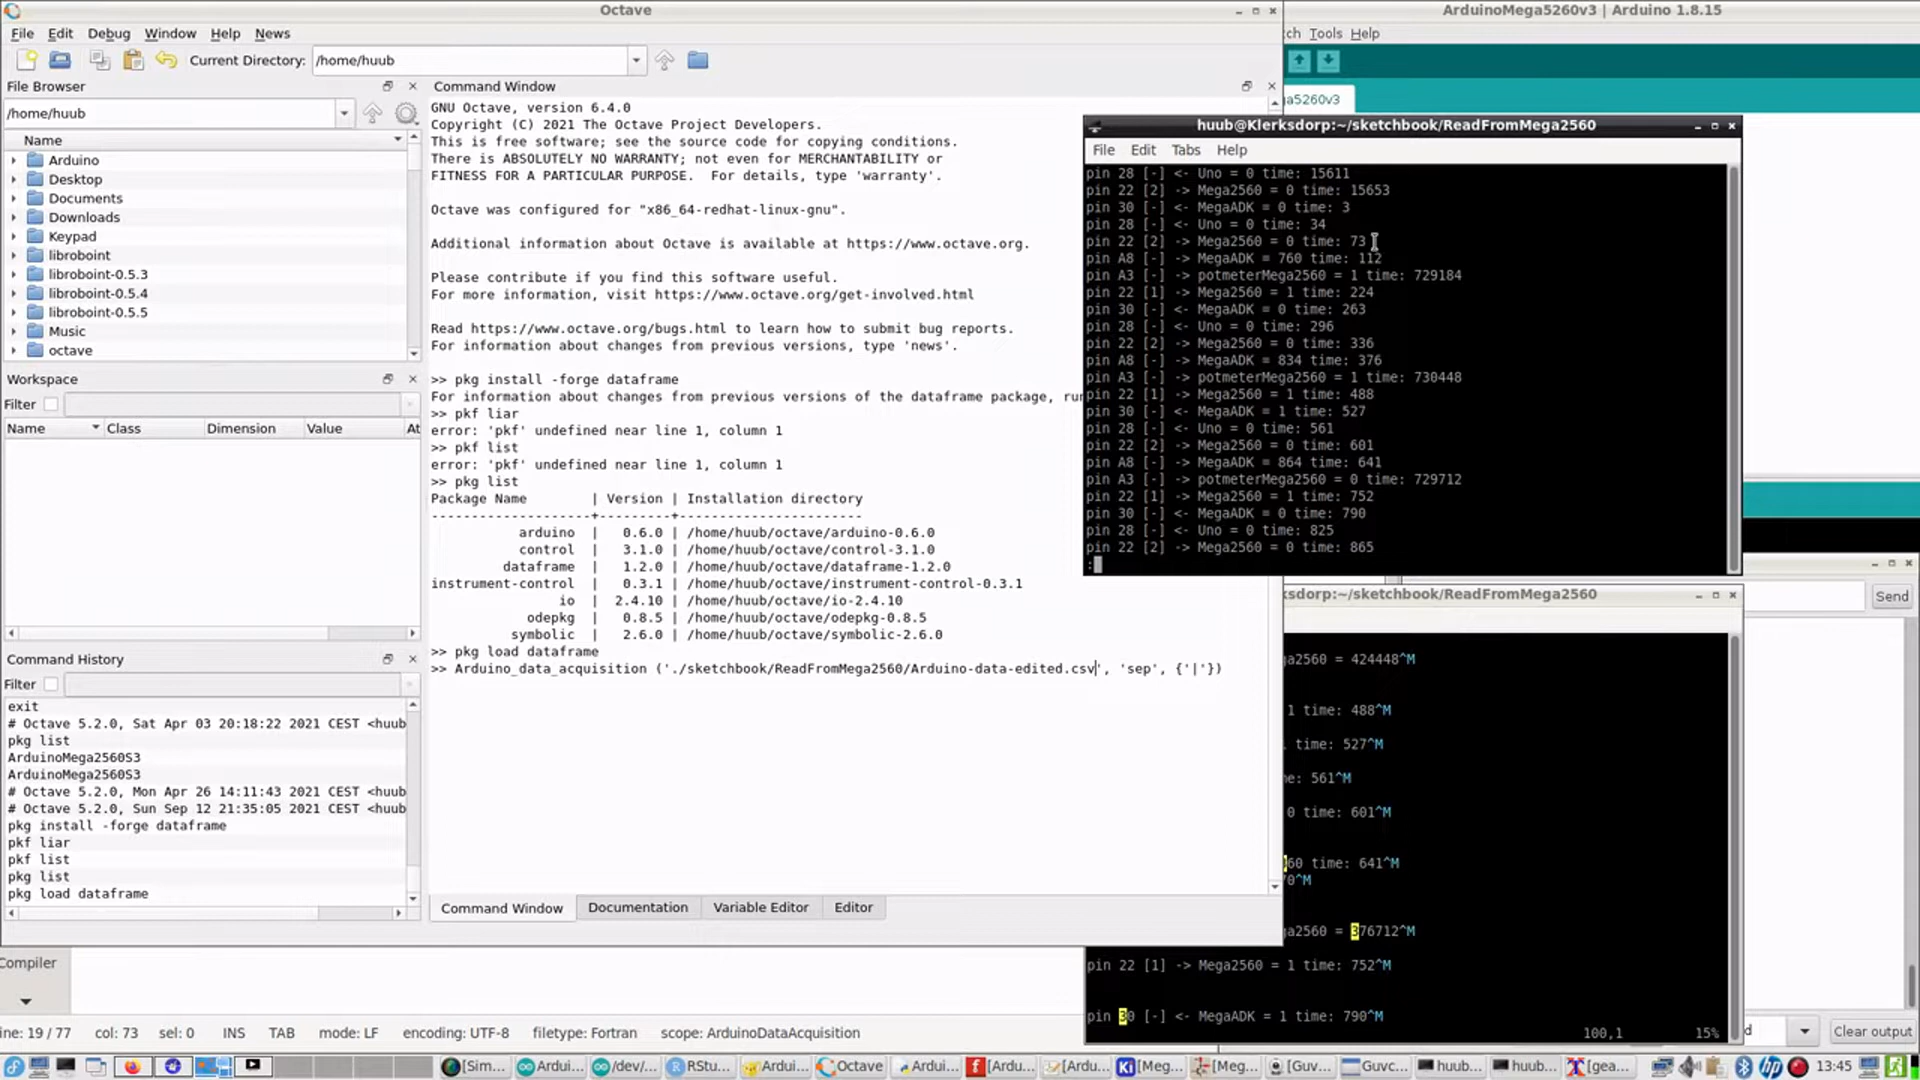 Octave
File Edit Debug Window Help News
Current Directory: /home/huub
File Browser
/home/huub
Name
Arduino
Desktop
Documents
Downloads
Keypad
libroboint
libroboint-0.5.3
libroboint-0.5.4
libroboint-0.5.5
Music
octave
Workspace
Filter
Name Class Dimension Value At
Command History
Filter
exit
# Octave 5.2.0, Sat Apr 03 20:18:22 2021 CEST <huub
pkg list
ArduinoMega2560S3
ArduinoMega2560S3
# Octave 5.2.0, Mon Apr 26 14:11:43 2021 CEST <huub
# Octave 5.2.0, Sun Sep 12 21:35:05 2021 CEST <huub
pkg install -forge dataframe
pkf liar
pkf list
pkg list
pkg load dataframe
Command Window
GNU Octave, version 6.4.0
Copyright (C) 2021 The Octave Project Developers.
This is free software; see the source code for copying conditions.
There is ABSOLUTELY NO WARRANTY; not even for MERCHANTABILITY or
FITNESS FOR A PARTICULAR PURPOSE.  For details, type 'warranty'.
Octave was configured for "x86_64-redhat-linux-gnu".
Additional information about Octave is available at https://www.octave.org.
Please contribute if you find this software useful.
For more information, visit https://www.octave.org/get-involved.html
Read https://www.octave.org/bugs.html to learn how to submit bug reports.
For information about changes from previous versions, type 'news'.
>> pkg install -forge dataframe
For information about changes from previous versions of the dataframe package, run
>> pkf liar
error: 'pkf' undefined near line 1, column 1
>> pkf list
error: 'pkf' undefined near line 1, column 1
>> pkg list
Package Name | Version | Installation directory
--------------------+---------+-----------------------
arduino | 0.6.0 | /home/huub/octave/arduino-0.6.0
control | 3.1.0 | /home/huub/octave/control-3.1.0
dataframe | 1.2.0 | /home/huub/octave/dataframe-1.2.0
instrument-control | 0.3.1 | /home/huub/octave/instrument-control-0.3.1
io | 2.4.10 | /home/huub/octave/io-2.4.10
odepkg | 0.8.5 | /home/huub/octave/odepkg-0.8.5
symbolic | 2.6.0 | /home/huub/octave/symbolic-2.6.0
>> pkg load dataframe
>> Arduino_data_acquisition ('./sketchbook/ReadFromMega2560/Arduino-data-edited.csv', 'sep', {'|'})
Command Window Documentation Variable Editor Editor
ArduinoMega5260v3 | Arduino 1.8.15
ch Tools Help
ga5260v3
huub@Klerksdorp:~/sketchbook/ReadFromMega2560
File Edit Tabs Help
pin 28 [-] <- Uno = 0 time: 15611
pin 22 [2] -> Mega2560 = 0 time: 15653
pin 30 [-] <- MegaADK = 0 time: 3
pin 28 [-] <- Uno = 0 time: 34
pin 22 [2] -> Mega2560 = 0 time: 73
pin A8 [-] -> MegaADK = 760 time: 112
pin A3 [-] -> potmeterMega2560 = 1 time: 729184
pin 22 [1] -> Mega2560 = 1 time: 224
pin 30 [-] <- MegaADK = 0 time: 263
pin 28 [-] <- Uno = 0 time: 296
pin 22 [2] -> Mega2560 = 0 time: 336
pin A8 [-] -> MegaADK = 834 time: 376
pin A3 [-] -> potmeterMega2560 = 1 time: 730448
pin 22 [1] -> Mega2560 = 1 time: 488
pin 30 [-] <- MegaADK = 1 time: 527
pin 28 [-] <- Uno = 0 time: 561
pin 22 [2] -> Mega2560 = 0 time: 601
pin A8 [-] -> MegaADK = 864 time: 641
pin A3 [-] -> potmeterMega2560 = 0 time: 729712
pin 22 [1] -> Mega2560 = 1 time: 752
pin 30 [-] <- MegaADK = 0 time: 790
pin 28 [-] <- Uno = 0 time: 825
pin 22 [2] -> Mega2560 = 0 time: 865
:
Send
ksdorp:~/sketchbook/ReadFromMega2560
a2560 = 424448^M
1 time: 488^M
time: 527^M
e: 561^M
0 time: 601^M
60 time: 641^M
0^M
ga2560 = 376712^M
pin 22 [1] -> Mega2560 = 1 time: 752^M
pin 30 [-] <- MegaADK = 1 time: 790^M
100,1 15%
d Clear output
Compiler
ine: 19 / 77 col: 73 sel: 0 INS TAB mode: LF encoding: UTF-8 filetype: Fortran scope: ArduinoDataAcquisition
[Sim... Ardui... /dev/... RStu... Ardui... Octave Ardui... [Ardu... [Ardu... [Meg... [Meg... [Guv... Guvc... huub... huub... [gea... 13:45